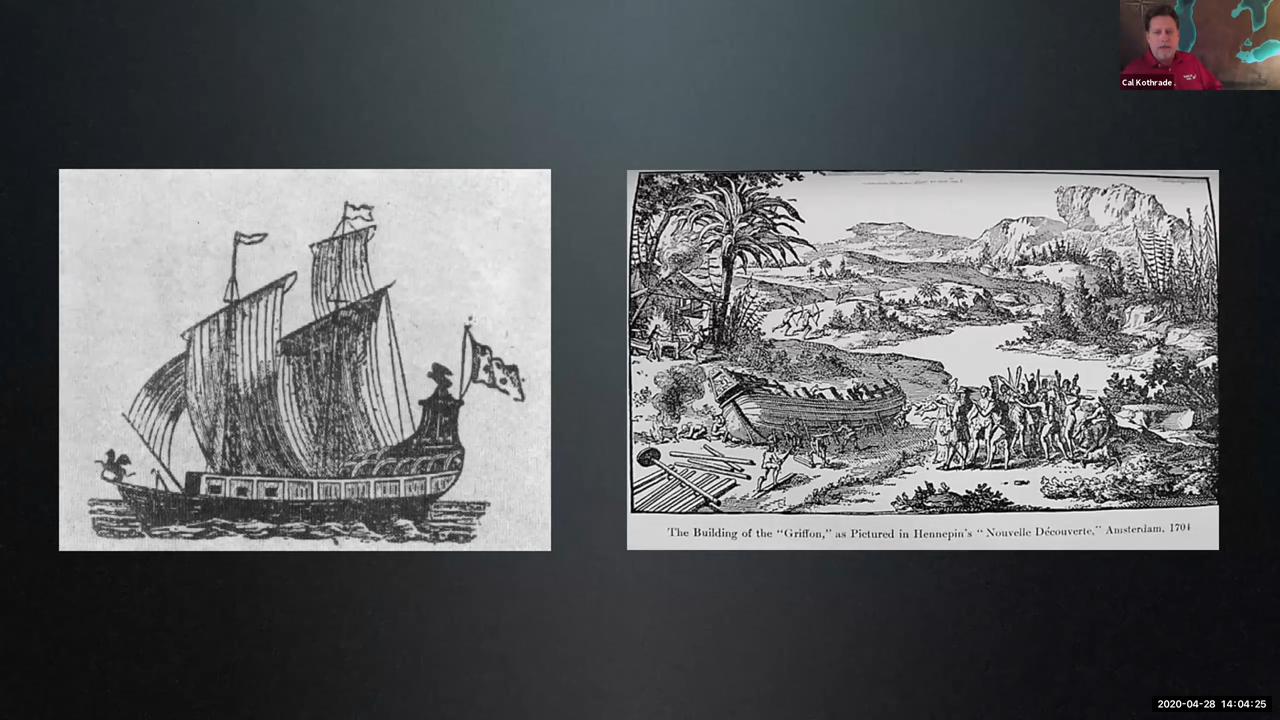 Cal Kothrade
The Building of the "Griffon," as Pictured in Hennepin's "Nouvelle Découverte," Amsterdam, 1704
2020-04-28 14:04:25